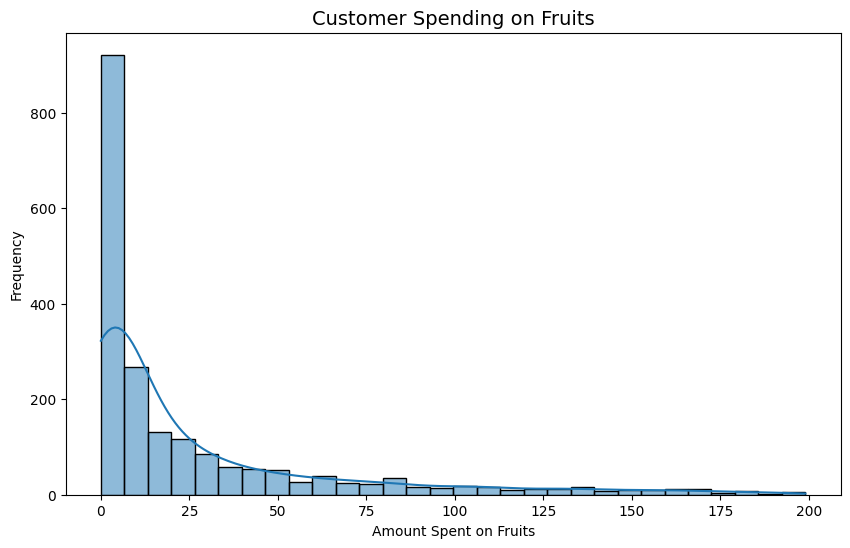 Customer Spending on Fruits
Frequency
800
600
400
200
0
0 25 50 75 100 125 150 175 200
Amount Spent on Fruits